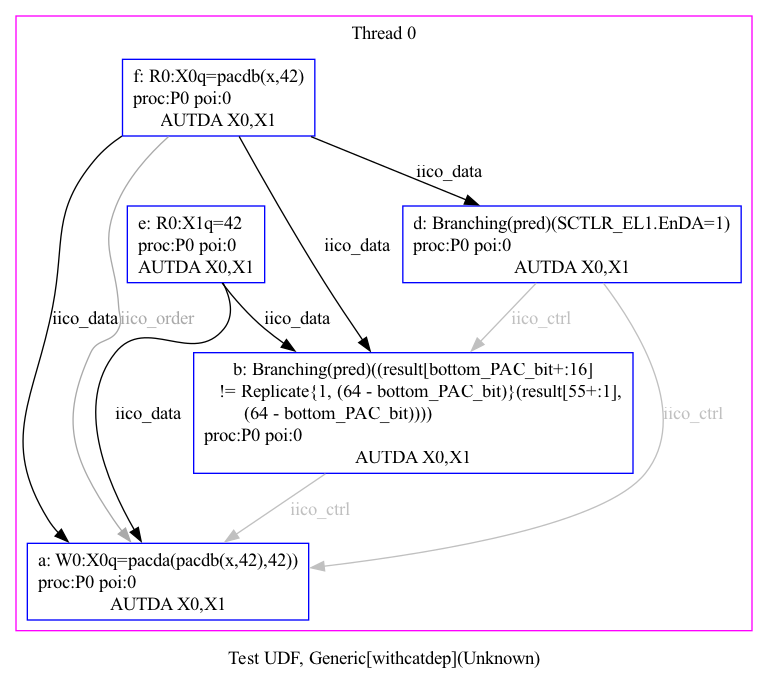 Thread 0
f: R0:X0q=pacdb(x,42)
proc:P0 poi:0
AUTDA X0,X1
iico_data
e: R0:X1q=42
proc:P0 poi:0
AUTDA X0,X1
iico_data
d: Branching(pred)(SCTLR_EL1.EnDA=1)
proc:P0 poi:0
AUTDA X0,X1
iico_data
iico_order
iico_data
iico_ctrl
b: Branching(pred)((result[bottom_PAC_bit+:16]
!= Replicate{1, (64 - bottom_PAC_bit)}(result[55+:1],
(64 - bottom_PAC_bit))))
proc:P0 poi:0
AUTDA X0,X1
iico_data
iico_ctrl
iico_ctrl
a: W0:X0q=pacda(pacdb(x,42),42))
proc:P0 poi:0
AUTDA X0,X1
Test UDF, Generic[withcatdep](Unknown)